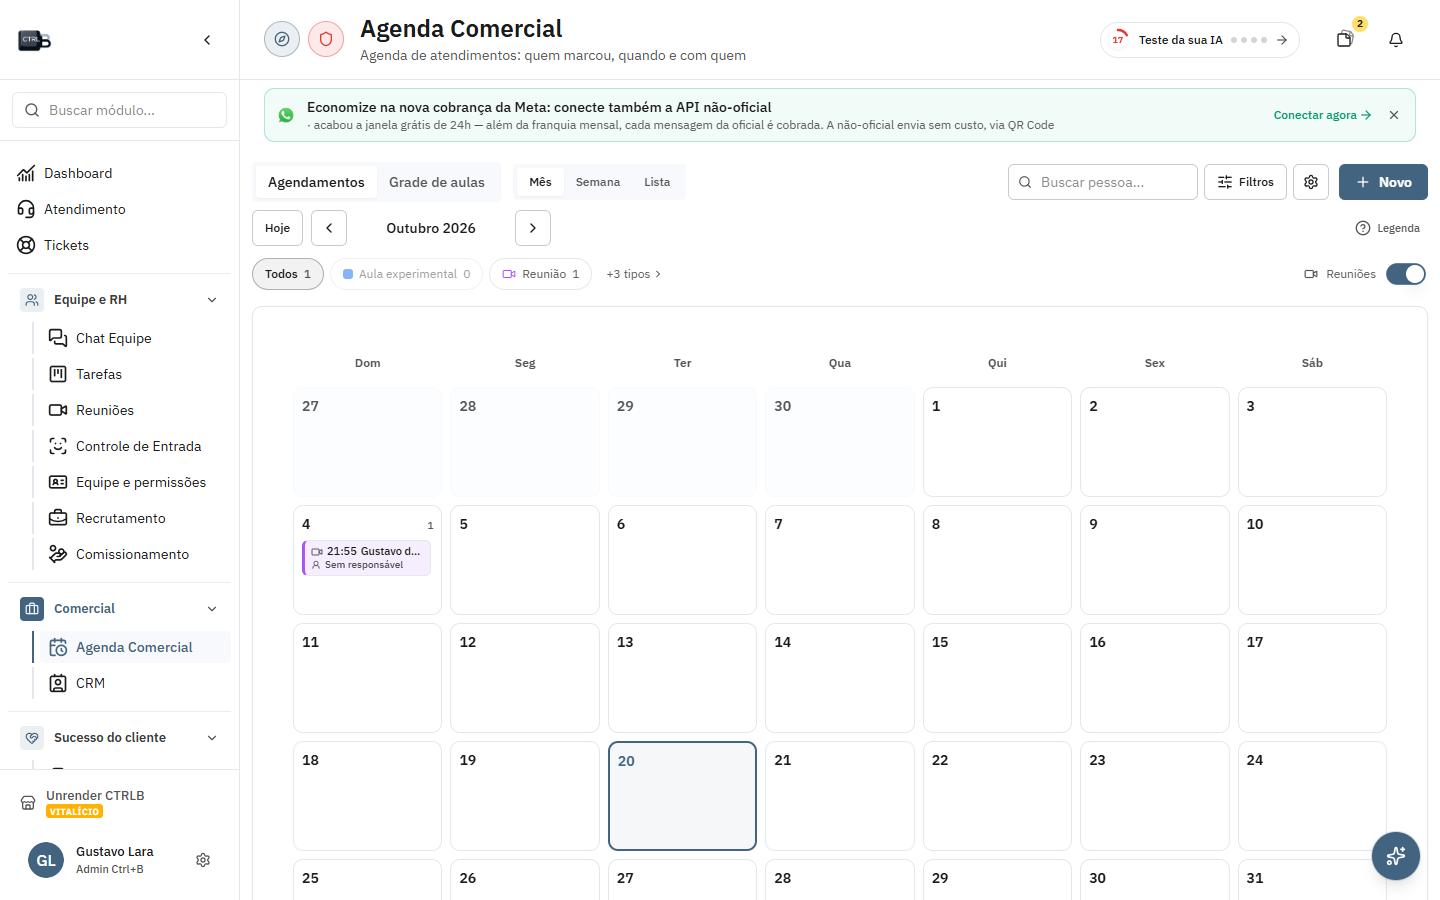 CTRL B
Agenda Comercial
Agenda de atendimentos: quem marcou, quando e com quem
17 Teste da sua IA
2
Buscar módulo...
Economize na nova cobrança da Meta: conecte também a API não-oficial
· acabou a janela grátis de 24h — além da franquia mensal, cada mensagem da oficial é cobrada. A não-oficial envia sem custo, via QR Code
Conectar agora
Dashboard
Atendimento
Tickets
Equipe e RH
Chat Equipe
Tarefas
Reuniões
Controle de Entrada
Equipe e permissões
Recrutamento
Comissionamento
Comercial
Agenda Comercial
CRM
Sucesso do cliente
Unrender CTRLB
VITALÍCIO
GL
Gustavo Lara
Admin Ctrl+B
Agendamentos Grade de aulas Mês Semana Lista
Buscar pessoa... Filtros Novo
Hoje Outubro 2026 Legenda
Todos 1 Aula experimental 0 Reunião 1 +3 tipos Reuniões
Dom Seg Ter Qua Qui Sex Sáb
27 28 29 30 1 2 3
4 1 5 6 7 8 9 10
21:55 Gustavo d...
Sem responsável
11 12 13 14 15 16 17
18 19 20 21 22 23 24
25 26 27 28 29 30 31